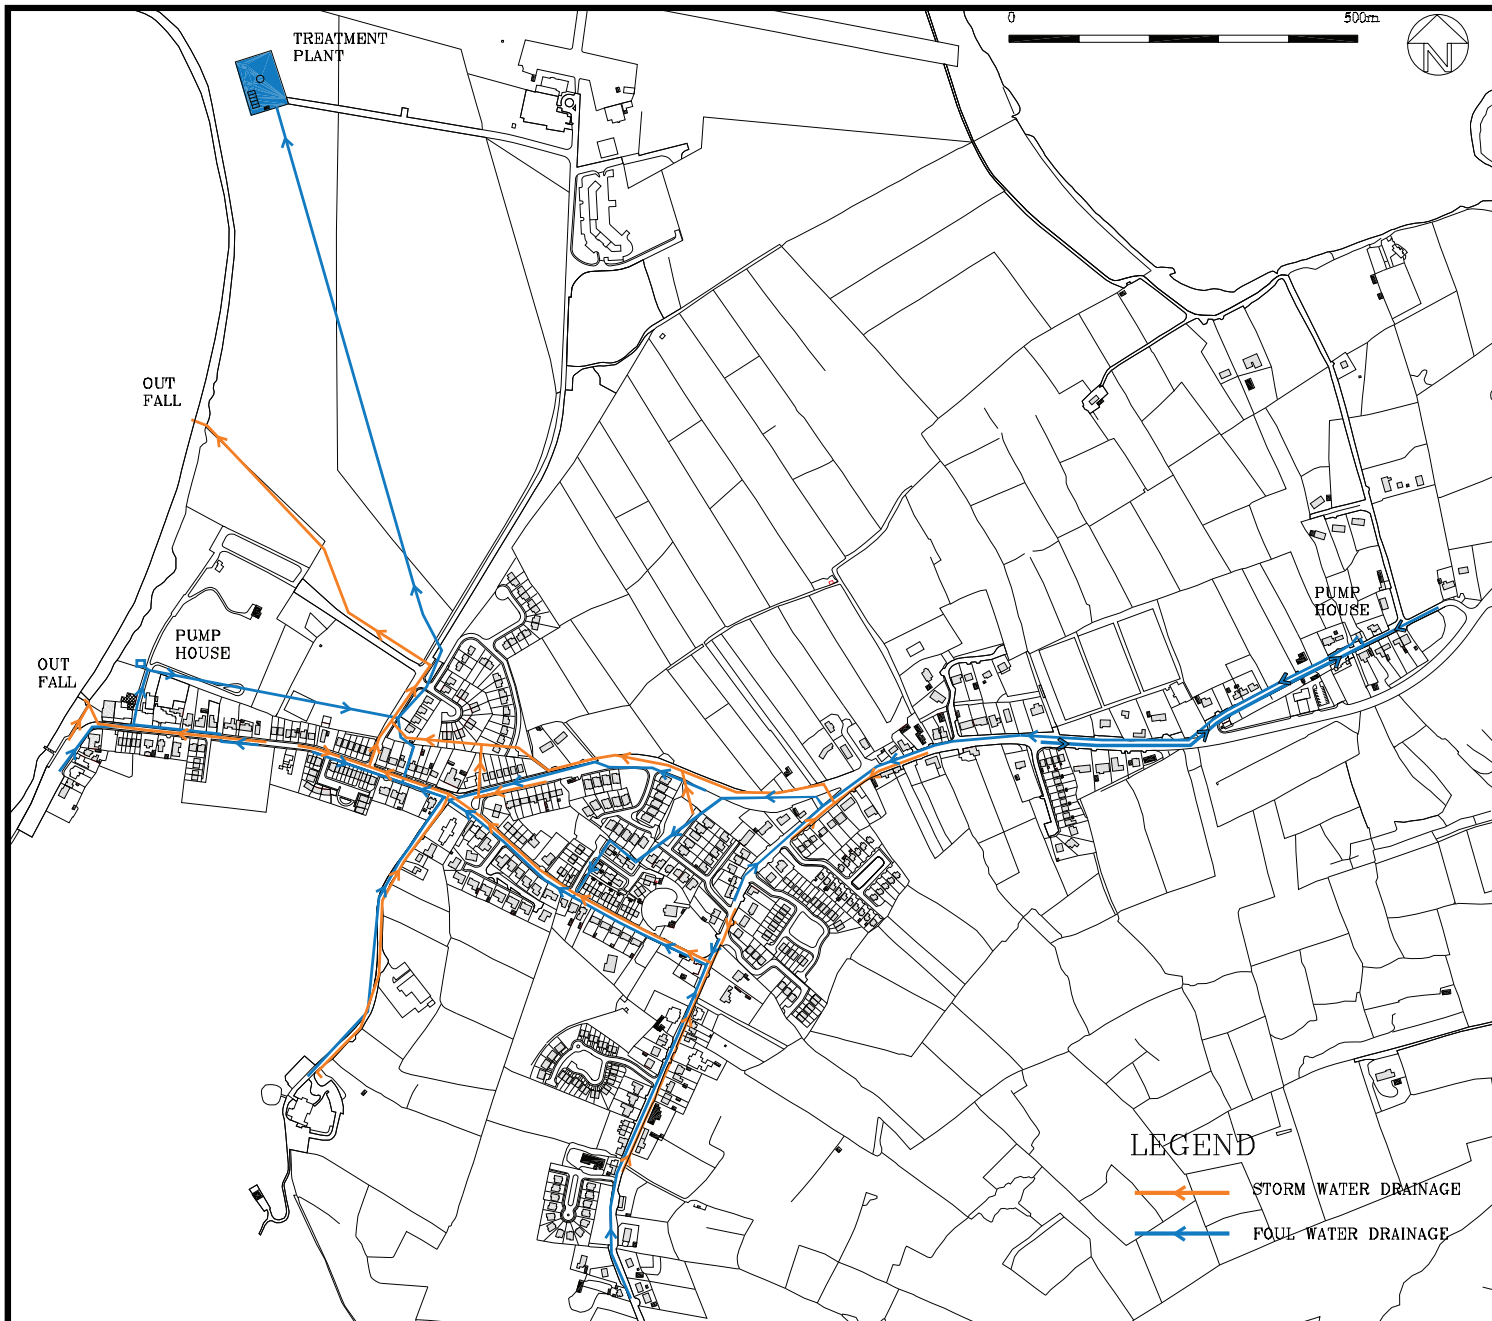 0 500m
N
TREATMENT
PLANT
OUT
FALL
PUMP
HOUSE
PUMP
HOUSE
OUT
FALL
LEGEND
STORM WATER DRAINAGE
FOUL WATER DRAINAGE